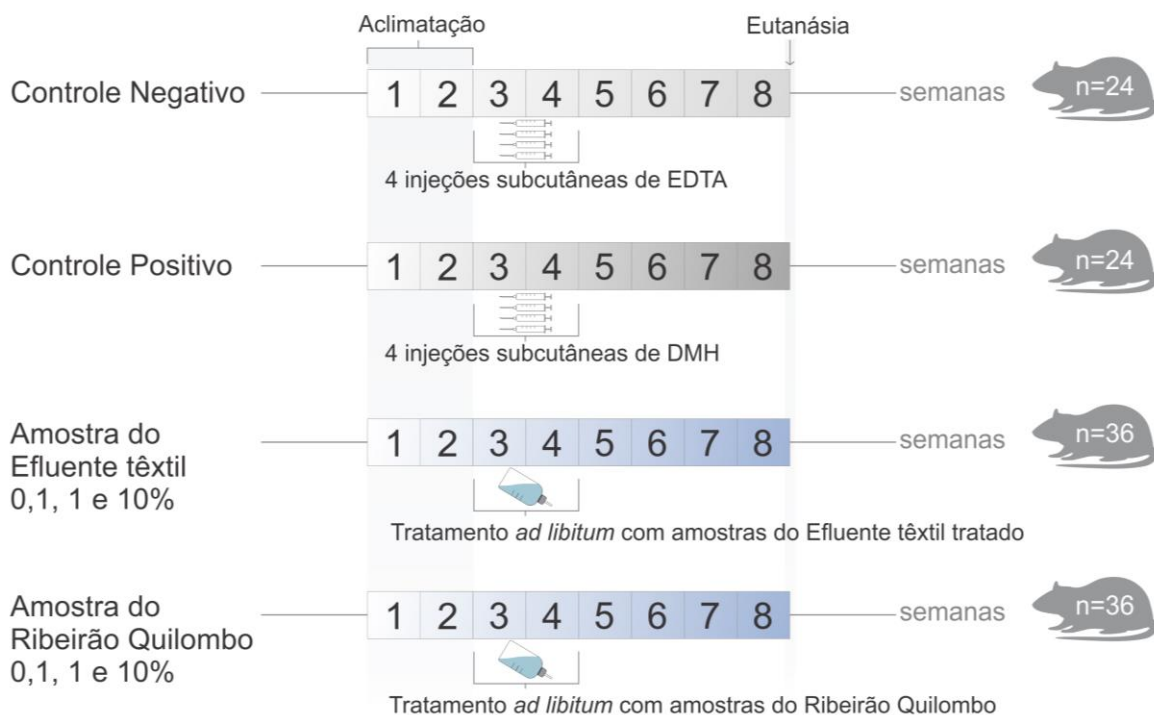 Aclimatação
Eutanásia
Controle Negativo
1 2 3 4 5 6 7 8
semanas
n=24
4 injeções subcutâneas de EDTA
Controle Positivo
1 2 3 4 5 6 7 8
semanas
n=24
4 injeções subcutâneas de DMH
Amostra do
Efluente têxtil
0,1, 1 e 10%
1 2 3 4 5 6 7 8
semanas
n=36
Tratamento ad libitum com amostras do Efluente têxtil tratado
Amostra do
Ribeirão Quilombo
0,1, 1 e 10%
1 2 3 4 5 6 7 8
semanas
n=36
Tratamento ad libitum com amostras do Ribeirão Quilombo